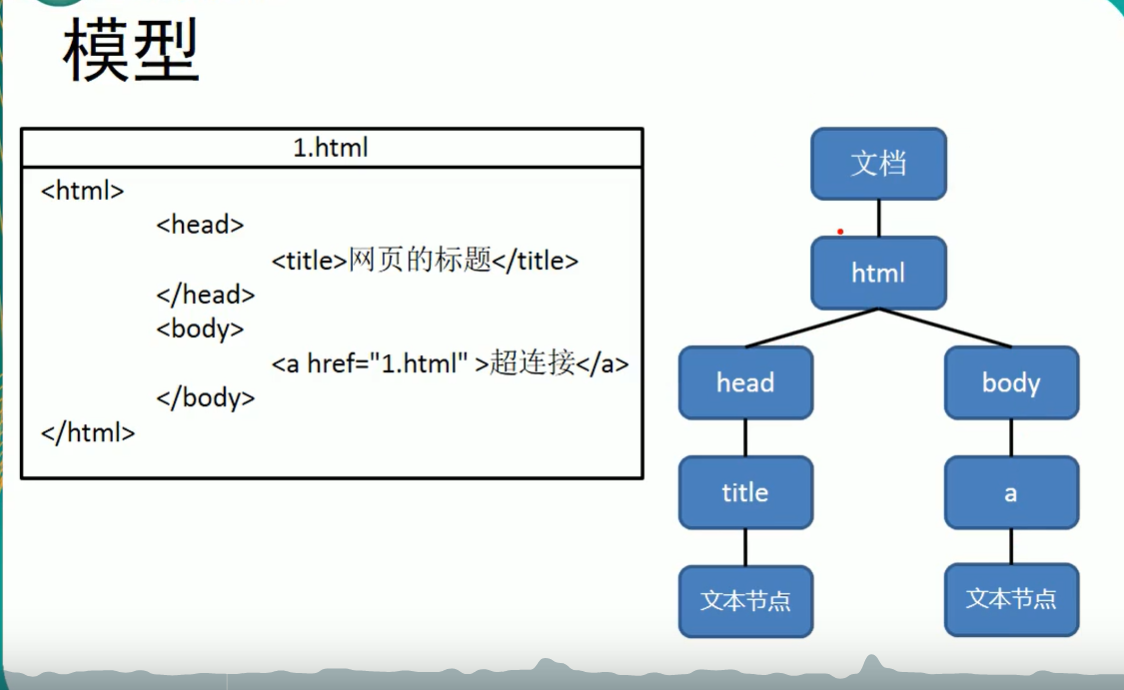 模型
1.html
<html>
<head>
<title>网页的标题</title>
</head>
<body>
<a href="1.html" >超连接</a>
</body>
</html>
文档
html
head
body
title
a
文本节点
文本节点